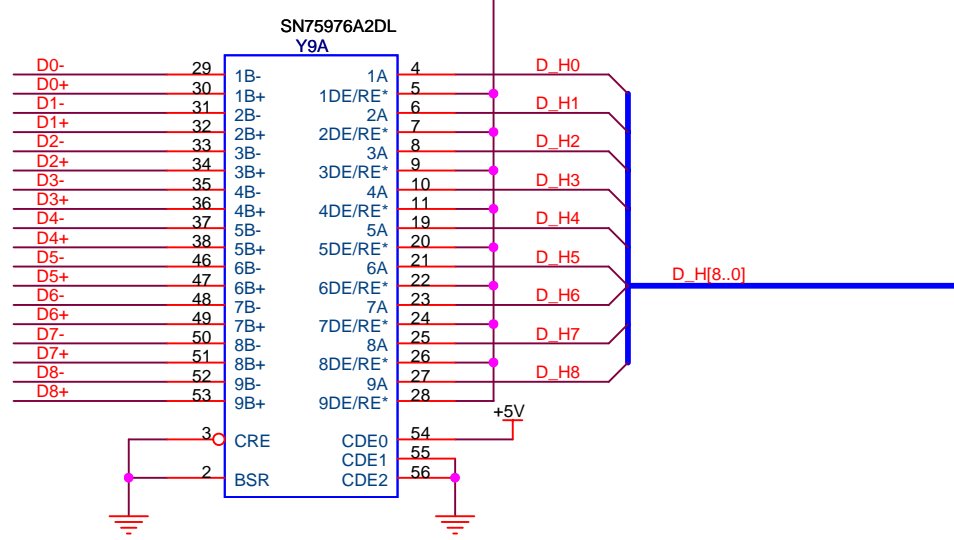 SN75976A2DL
Y9A
D0- 29 1B- 1A 4 D_H0
D0+ 30 1B+ 1DE/RE* 5
D1- 31 2B- 2A 6 D_H1
D1+ 32 2B+ 2DE/RE* 7
D2- 33 3B- 3A 8 D_H2
D2+ 34 3B+ 3DE/RE* 9
D3- 35 4B- 4A 10 D_H3
D3+ 36 4B+ 4DE/RE* 11
D4- 37 5B- 5A 19 D_H4
D4+ 38 5B+ 5DE/RE* 20
D5- 46 6B- 6A 21 D_H5
D_H[8..0]
D5+ 47 6B+ 6DE/RE* 22
D6- 48 7B- 7A 23 D_H6
D6+ 49 7B+ 7DE/RE* 24
D7- 50 8B- 8A 25 D_H7
D7+ 51 8B+ 8DE/RE* 26
D8- 52 9B- 9A 27 D_H8
D8+ 53 9B+ 9DE/RE* 28
+5V
3 CRE CDE0 54
CDE1 55
2 BSR CDE2 56